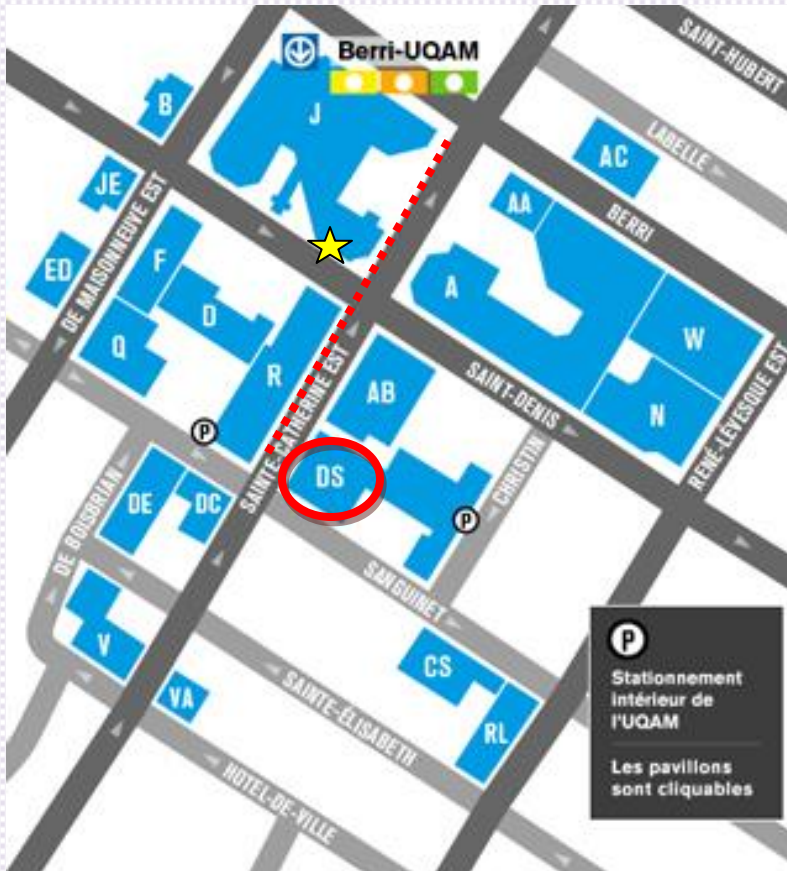 Berri-UQAM
SAINT-HUBERT
B
J
LABELLE
AC
JE
AA
BERRI
DE MAISONNEUVE EST
ED
F
D
A
Q
R
W
SAINTE-CATHERINE EST
AB
SAINT-DENIS
N
RENÉ-LÉVESQUE EST
P
DS
CHRISTIN
P
DE
DC
DE BOISBRIAN
SANGUINET
V
VA
CS
RL
SAINTE-ÉLISABETH
HOTEL-DE-VILLE
P
Stationnement
intérieur de
l'UQAM
Les pavillons
sont cliquables